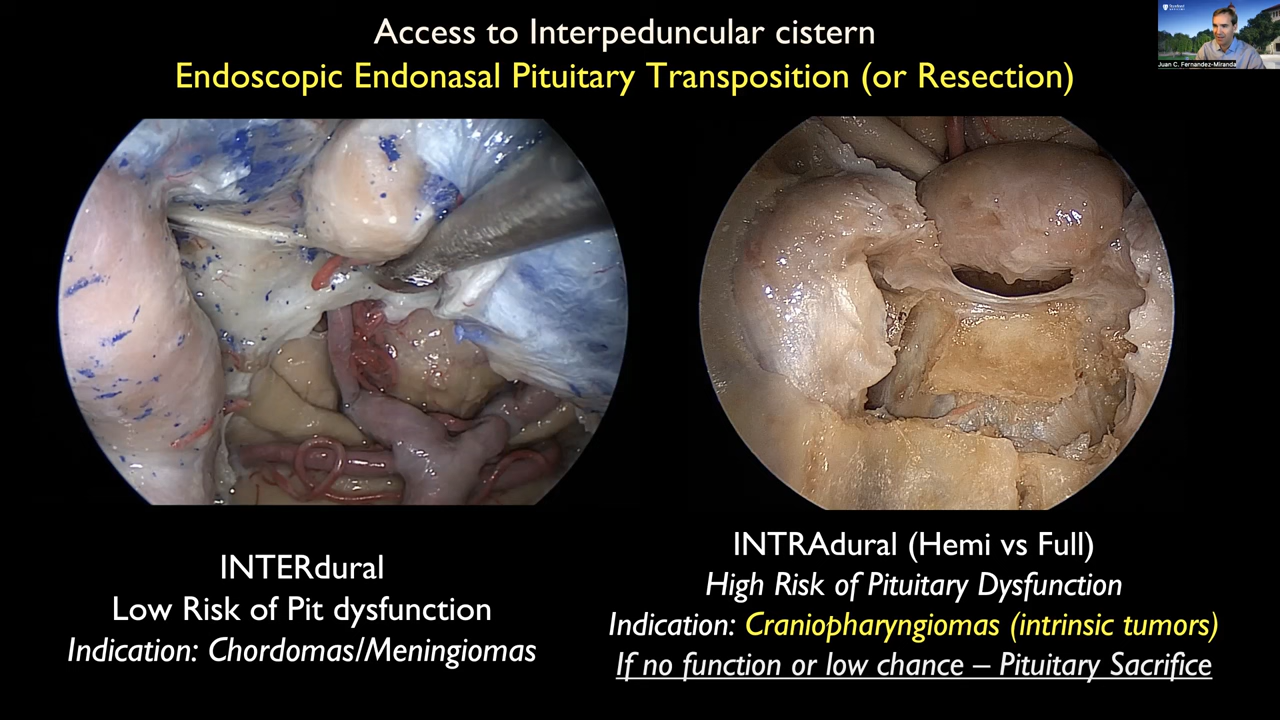 Access to Interpeduncular cistern
Endoscopic Endonasal Pituitary Transposition (or Resection)
Juan C. Fernandez-Miranda
INTERdural
Low Risk of Pit dysfunction
Indication: Chordomas/Meningiomas
INTRAdural (Hemi vs Full)
High Risk of Pituitary Dysfunction
Indication: Craniopharyngiomas (intrinsic tumors)
If no function or low chance – Pituitary Sacrifice